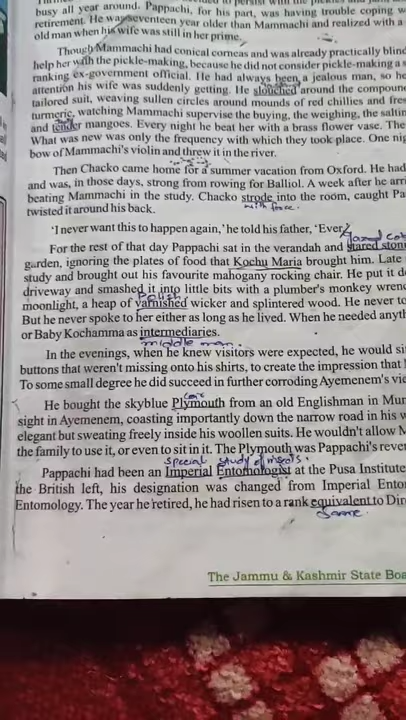 busy all year around. Pappachi, for his part, was having trouble coping w
retirement. He was seventeen year older than Mammachi and realized with a
old man when his wife was still in her prime.
Though Mammachi had conical corneas and was already practically blind
help her with the pickle-making, because he did not consider pickle-making a s
ranking ex-government official. He had always been a jealous man, so he
attention his wife was suddenly getting. He slouched around the compoun
tailored suit, weaving sullen circles around mounds of red chillies and fres
turmeric, watching Mammachi supervise the buying, the weighing, the saltin
and tender mangoes. Every night he beat her with a brass flower vase. The
What was new was only the frequency with which they took place. One nig
bow of Mammachi's violin and threw it in the river.
Then Chacko came home for a summer vacation from Oxford. He had
and was, in those days, strong from rowing for Balliol. A week after he arri
beating Mammachi in the study. Chacko strode into the room, caught Pa
with force.
twisted it around his back.
'I never want this to happen again,' he told his father, 'Ever
For the rest of that day Pappachi sat in the verandah and stared ston
garden, ignoring the plates of food that Kochu Maria brought him. Late
study and brought out his favourite mahogany rocking chair. He put it d
driveway and smashed it into little bits with a plumber's monkey wrenc
Polish
moonlight, a heap of varnished wicker and splintered wood. He never to
But he never spoke to her either as long as he lived. When he needed anyth
or Baby Kochamma as intermediaries.
middle man.
In the evenings, when he knew visitors were expected, he would si
buttons that weren't missing onto his shirts, to create the impression that
To some small degree he did succeed in further corroding Ayemenem's vie
Car
He bought the skyblue Plymouth from an old Englishman in Mur
sight in Ayemenem, coasting importantly down the narrow road in his w
elegant but sweating freely inside his woollen suits. He wouldn't allow M
the family to use it, or even to sit in it. The Plymouth was Pappachi's rever
special study of insects.
Pappachi had been an Imperial Entomologist at the Pusa Institute
the British left, his designation was changed from Imperial Ento
Entomology. The year he retired, he had risen to a rank equivalent to Dir
Same.
The Jammu & Kashmir State Boa